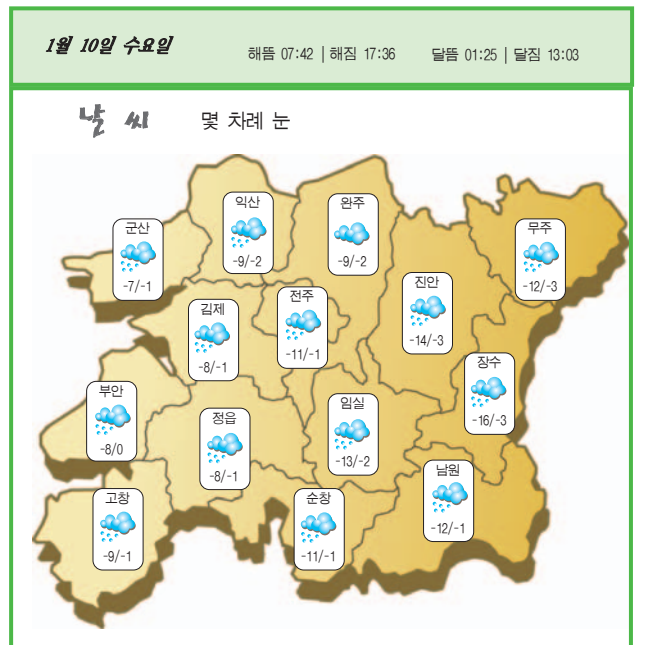 1월 10일 수요일
해뜸 07:42 | 해짐 17:36 달뜸 01:25 | 달짐 13:03
날 씨 몇 차례 눈
익산
-9/-2
완주
-9/-2
군산
-7/-1
무주
-12/-3
진안
-14/-3
전주
-11/-1
김제
-8/-1
장수
-16/-3
부안
-8/0
임실
-13/-2
정읍
-8/-1
남원
-12/-1
고창
-9/-1
순창
-11/-1